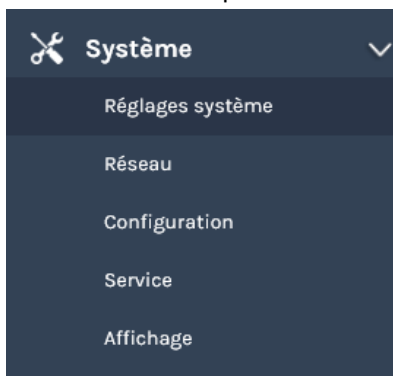 Système
Réglages système
Réseau
Configuration
Service
Affichage